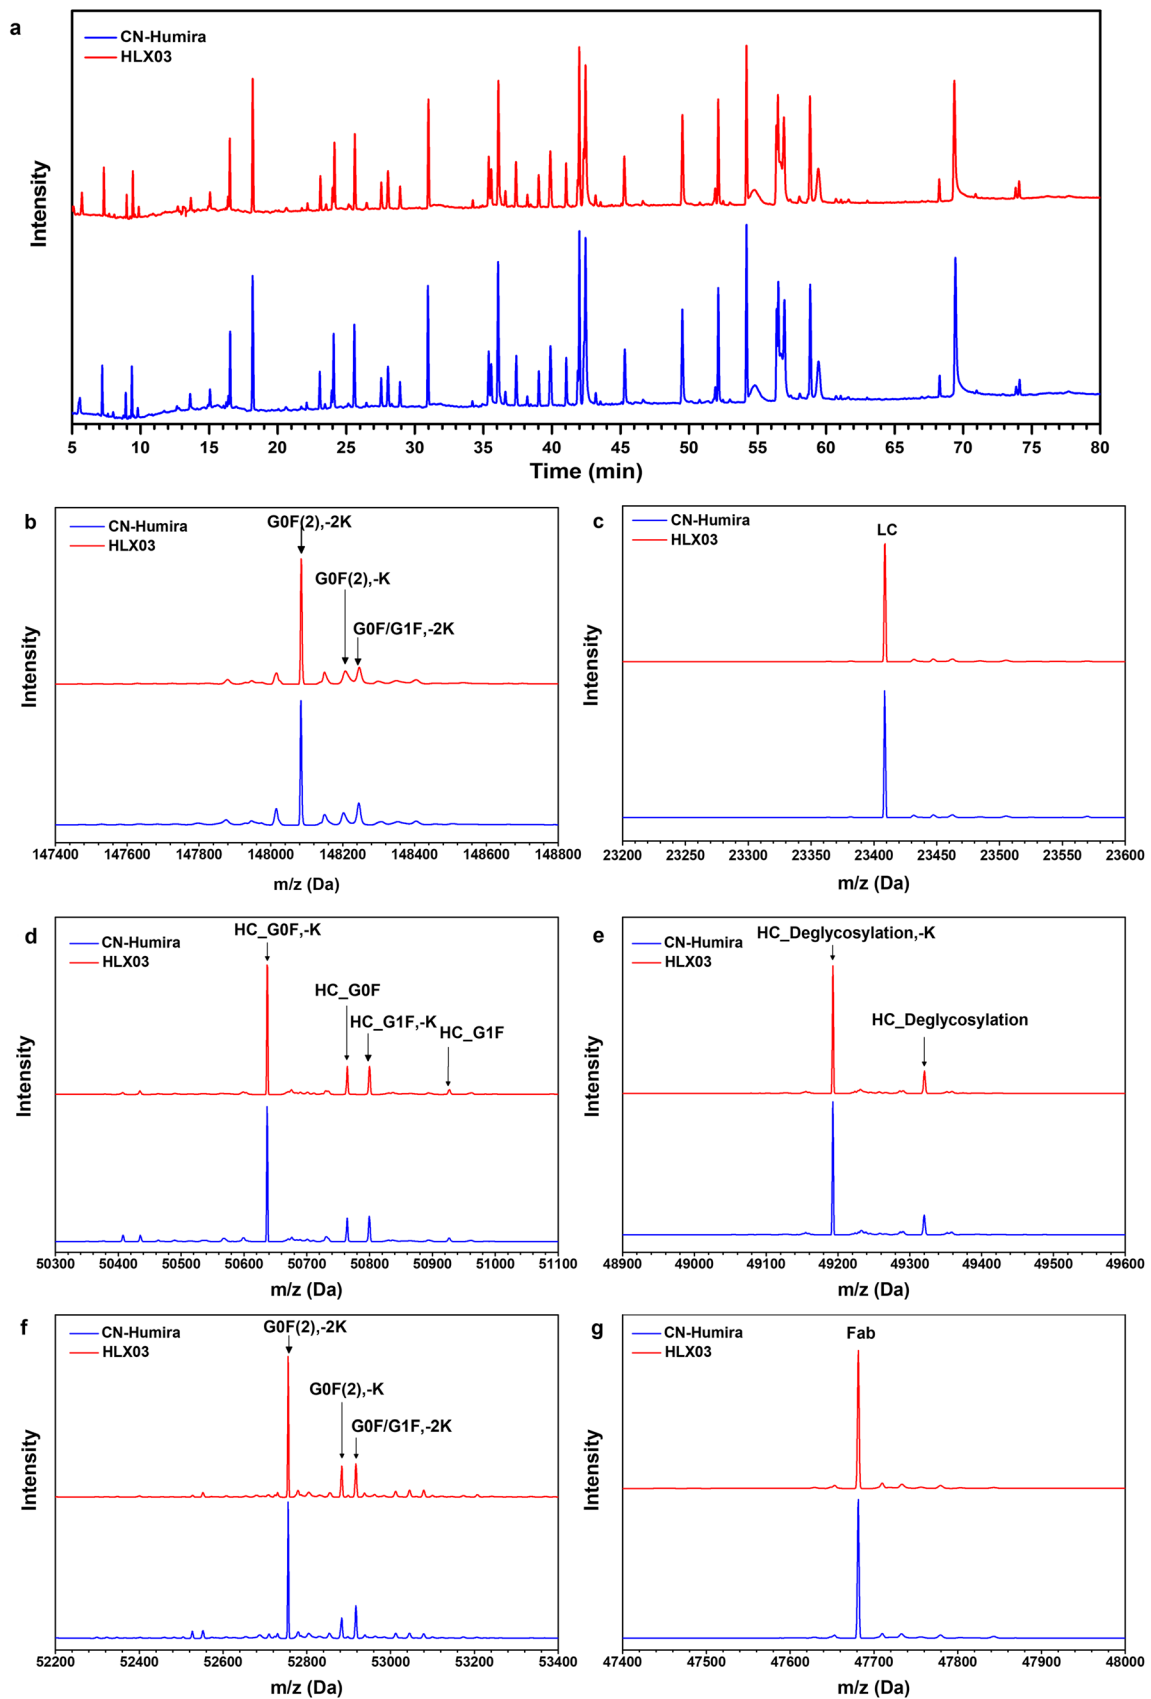 a
CN-Humira
HLX03
Intensity
5 10 15 20 25 30 35 40 45 50 55 60 65 70 75 80
Time (min)
b
CN-Humira
HLX03
G0F(2),-2K
G0F(2),-K
G0F/G1F,-2K
Intensity
147400 147600 147800 148000 148200 148400 148600 148800
m/z (Da)
c
CN-Humira
HLX03
LC
Intensity
23200 23250 23300 23350 23400 23450 23500 23550 23600
m/z (Da)
d
CN-Humira
HLX03
HC_G0F,-K
HC_G0F
HC_G1F,-K
HC_G1F
Intensity
50300 50400 50500 50600 50700 50800 50900 51000 51100
m/z (Da)
e
CN-Humira
HLX03
HC_Deglycosylation,-K
HC_Deglycosylation
Intensity
48900 49000 49100 49200 49300 49400 49500 49600
m/z (Da)
f
CN-Humira
HLX03
G0F(2),-2K
G0F(2),-K
G0F/G1F,-2K
Intensity
52200 52400 52600 52800 53000 53200 53400
m/z (Da)
g
CN-Humira
HLX03
Fab
Intensity
47400 47500 47600 47700 47800 47900 48000
m/z (Da)